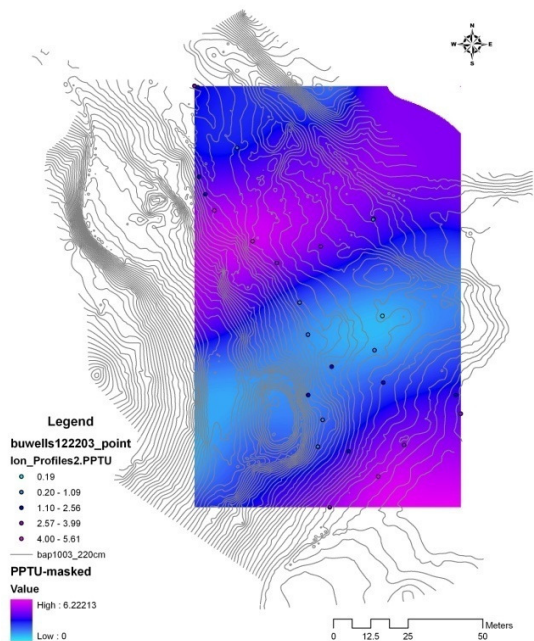 N
W E
S
Legend
buwells122203_point
Ion_Profiles2.PPTU
0.19
0.20 - 1.09
1.10 - 2.56
2.57 - 3.99
4.00 - 5.61
bap1003_220cm
PPTU-masked
Value
High : 6.22213
Low : 0
Meters
0 12.5 25 50